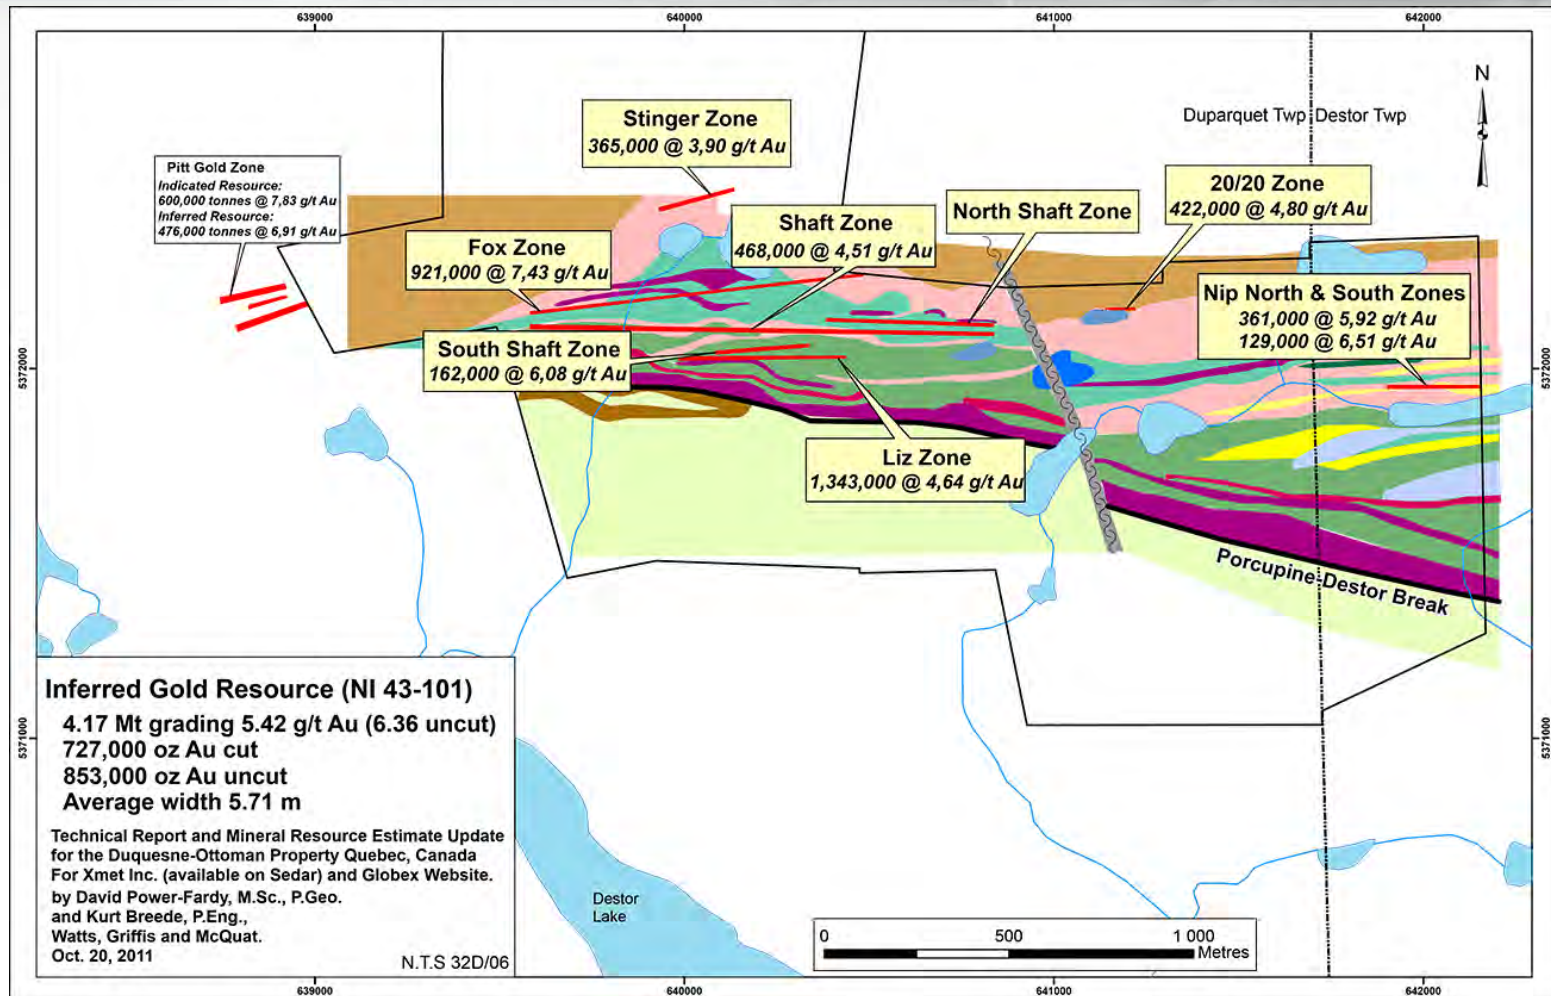 639000
640000
641000
642000
N
Duparquet Twp
Destor Twp
Stinger Zone
365,000 @ 3,90 g/t Au
Pitt Gold Zone
Indicated Resource:
600,000 tonnes @ 7,83 g/t Au
Inferred Resource:
476,000 tonnes @ 6,91 g/t Au
20/20 Zone
422,000 @ 4,80 g/t Au
North Shaft Zone
Shaft Zone
468,000 @ 4,51 g/t Au
Fox Zone
921,000 @ 7,43 g/t Au
Nip North & South Zones
361,000 @ 5,92 g/t Au
129,000 @ 6,51 g/t Au
South Shaft Zone
162,000 @ 6,08 g/t Au
5372000
5372000
Liz Zone
1,343,000 @ 4,64 g/t Au
Porcupine-Destor Break
5371000
5371000
Inferred Gold Resource (NI 43-101)
4.17 Mt grading 5.42 g/t Au (6.36 uncut)
727,000 oz Au cut
853,000 oz Au uncut
Average width 5.71 m
Technical Report and Mineral Resource Estimate Update
for the Duquesne-Ottoman Property Quebec, Canada
For Xmet Inc. (available on Sedar) and Globex Website.
by David Power-Fardy, M.Sc., P.Geo.
and Kurt Breede, P.Eng.,
Watts, Griffis and McQuat.
Oct. 20, 2011
N.T.S 32D/06
Destor
Lake
0
500
1 000
Metres
639000
640000
641000
642000